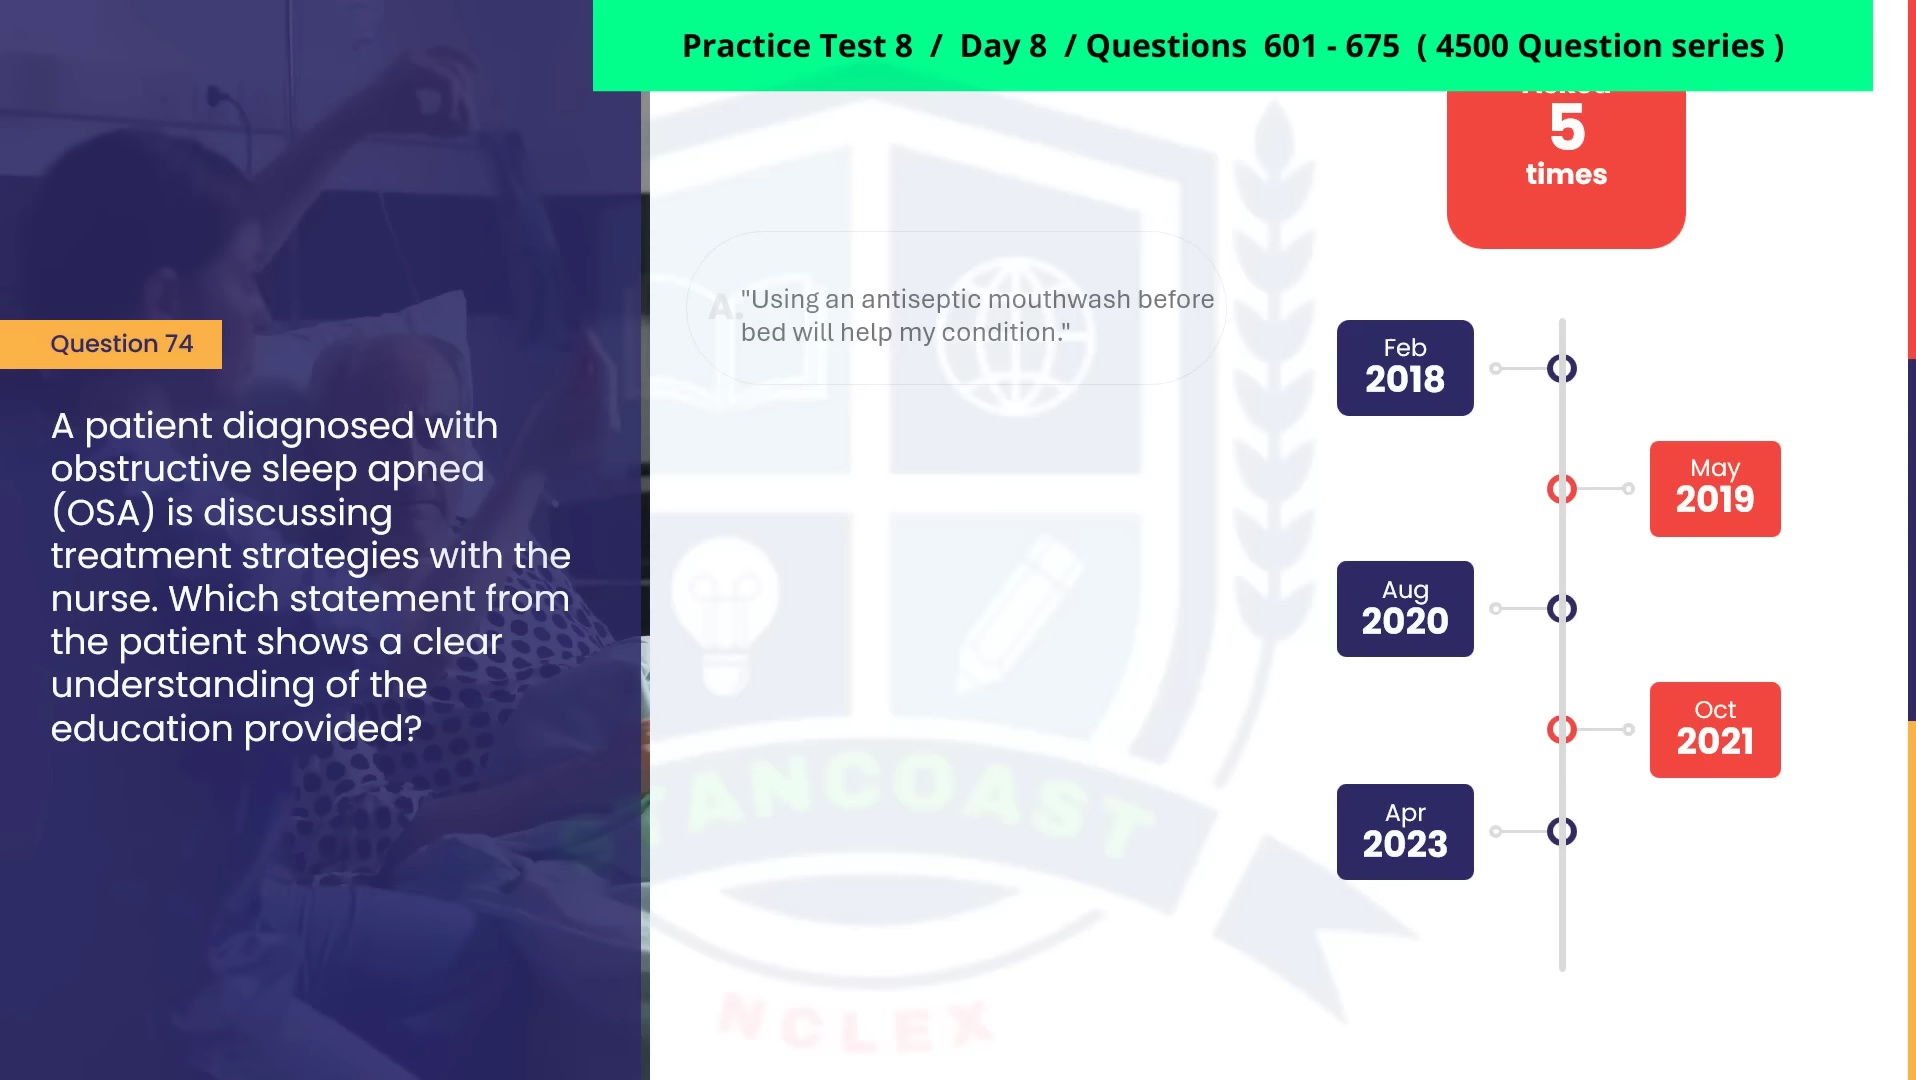 Practice Test 8 / Day 8 / Questions 601 - 675 ( 4500 Question series )
Question 74
A patient diagnosed with
obstructive sleep apnea
(OSA) is discussing
treatment strategies with the
nurse. Which statement from
the patient shows a clear
understanding of the
education provided?
A. "Using an antiseptic mouthwash before
bed will help my condition."
5
times
Feb
2018
May
2019
Aug
2020
Oct
2021
Apr
2023
TANCOAST
NCLEX